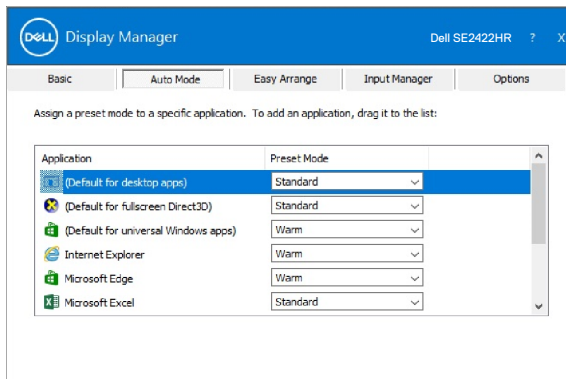 DELL Display Manager Dell SE2422HR ? X
Basic Auto Mode Easy Arrange Input Manager Options
Assign a preset mode to a specific application. To add an application, drag it to the list:
Application Preset Mode
(Default for desktop apps) Standard
(Default for fullscreen Direct3D) Standard
(Default for universal Windows apps) Warm
Internet Explorer Warm
Microsoft Edge Warm
Microsoft Excel Standard